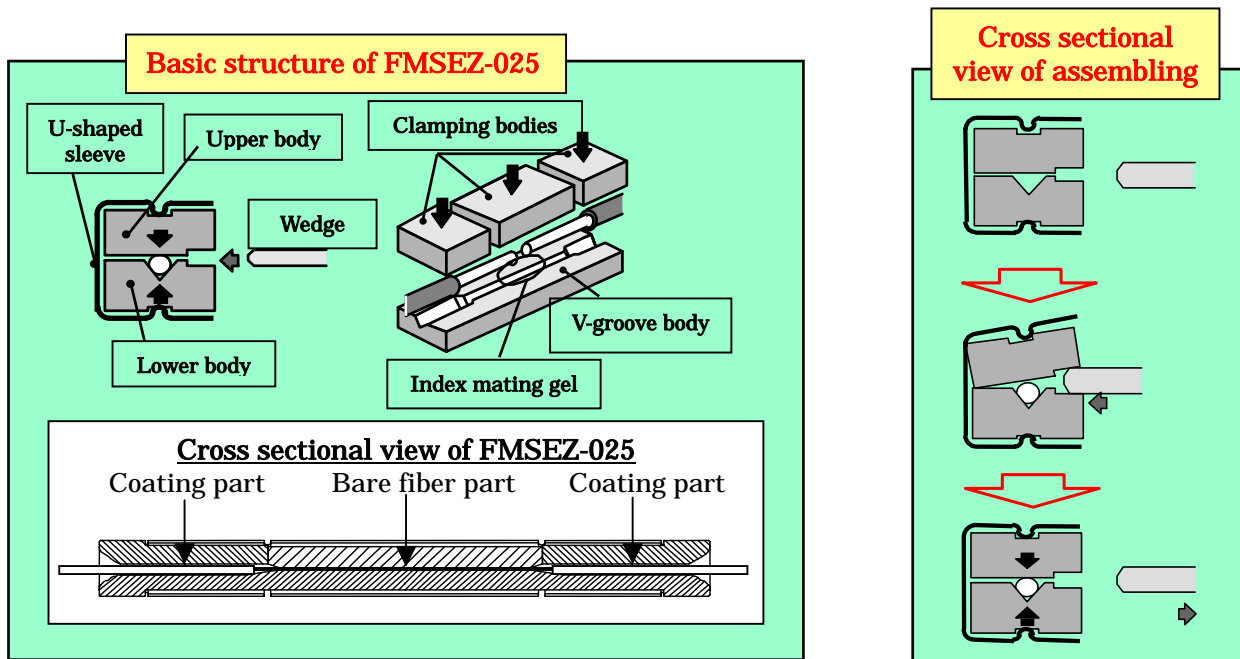 Basic structure of FMSEZ-025
U-shaped
sleeve
Upper body
Clamping bodies
Wedge
V-groove body
Lower body
Index mating gel
Cross sectional view of FMSEZ-025
Coating part
Bare fiber part
Coating part
Cross sectional
view of assembling